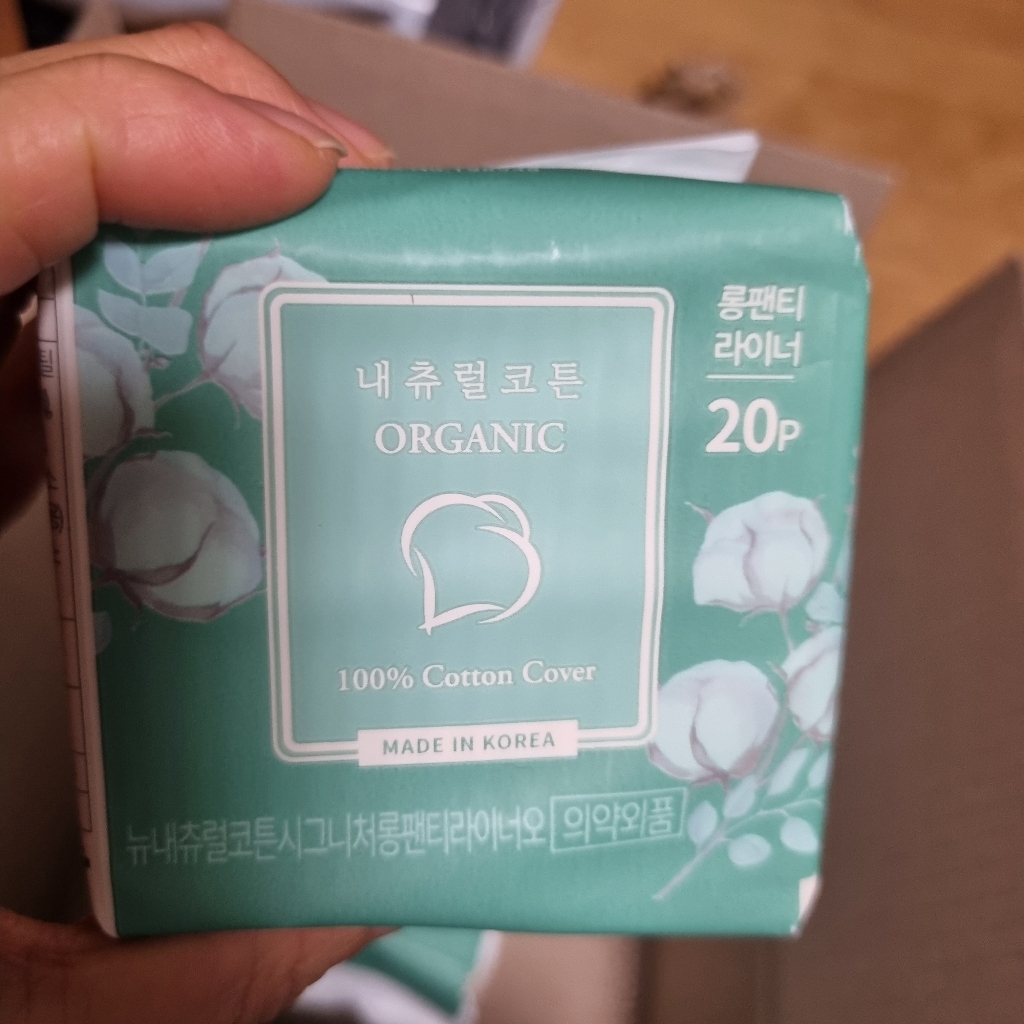 내츄럴코튼
ORGANIC
100% Cotton Cover
MADE IN KOREA
롱팬티
라이너
20P
뉴내츄럴코튼시그니처롱팬티라이너오 의약외품